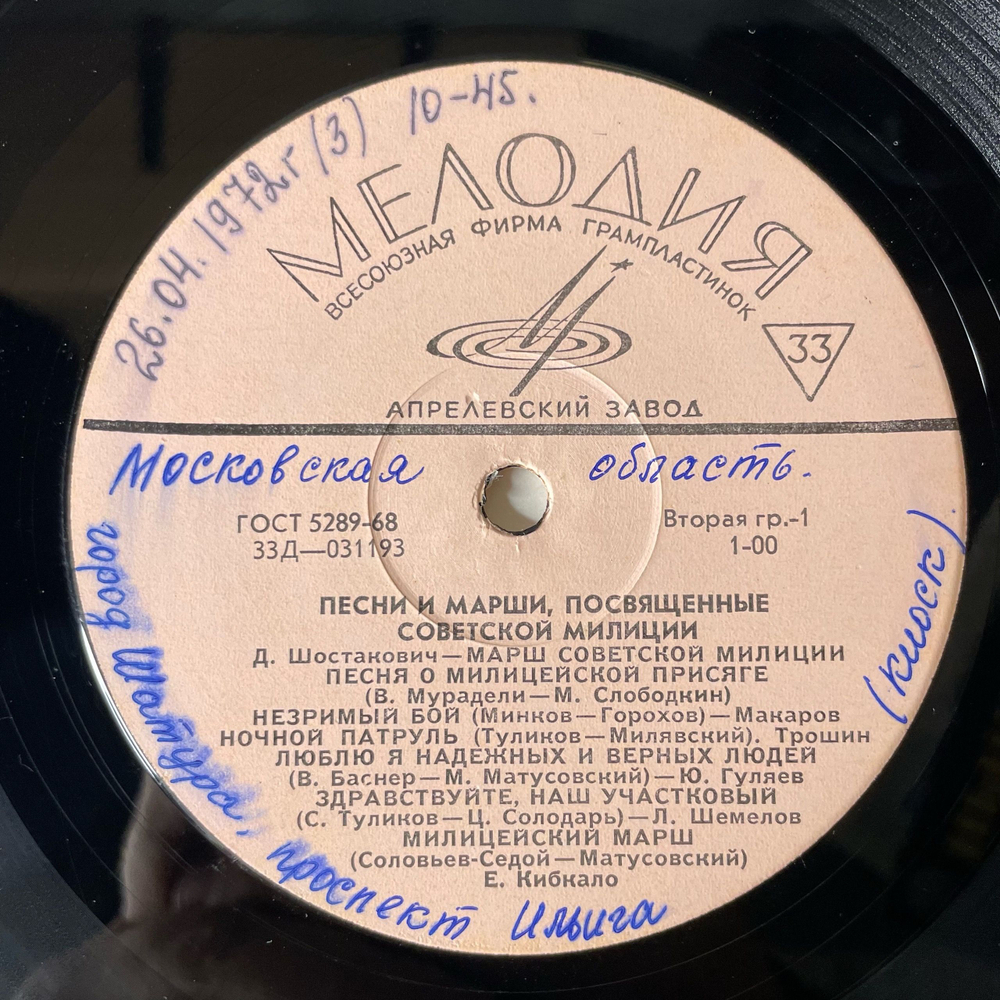 26.04.1972г (3) 10-45.
МЕЛОДИЯ
ВСЕСОЮЗНАЯ ФИРМА ГРАМПЛАСТИНОК
33
АПРЕЛЕВСКИЙ ЗАВОД
Московская область.
ГОСТ 5289-68
Вторая гр.-1
33Д—031193
1-00
ПЕСНИ И МАРШИ, ПОСВЯЩЕННЫЕ
СОВЕТСКОЙ МИЛИЦИИ
Д. Шостакович — МАРШ СОВЕТСКОЙ МИЛИЦИИ
ПЕСНЯ О МИЛИЦЕЙСКОЙ ПРИСЯГЕ
(В. Мурадели — М. Слободкин)
НЕЗРИМЫЙ БОЙ (Минков — Горохов) — Макаров
НОЧНОЙ ПАТРУЛЬ (Туликов — Милявский). Трошин
ЛЮБЛЮ Я НАДЕЖНЫХ И ВЕРНЫХ ЛЮДЕЙ
(В. Баснер — М. Матусовский) — Ю. Гуляев
ЗДРАВСТВУЙТЕ, НАШ УЧАСТКОВЫЙ
(С. Туликов — Ц. Солодарь) — Л. Шемелов
МИЛИЦЕЙСКИЙ МАРШ
(Соловьев-Седой — Матусовский)
Е. Кибкало
город Шатура, проспект Ильича
(киоск).